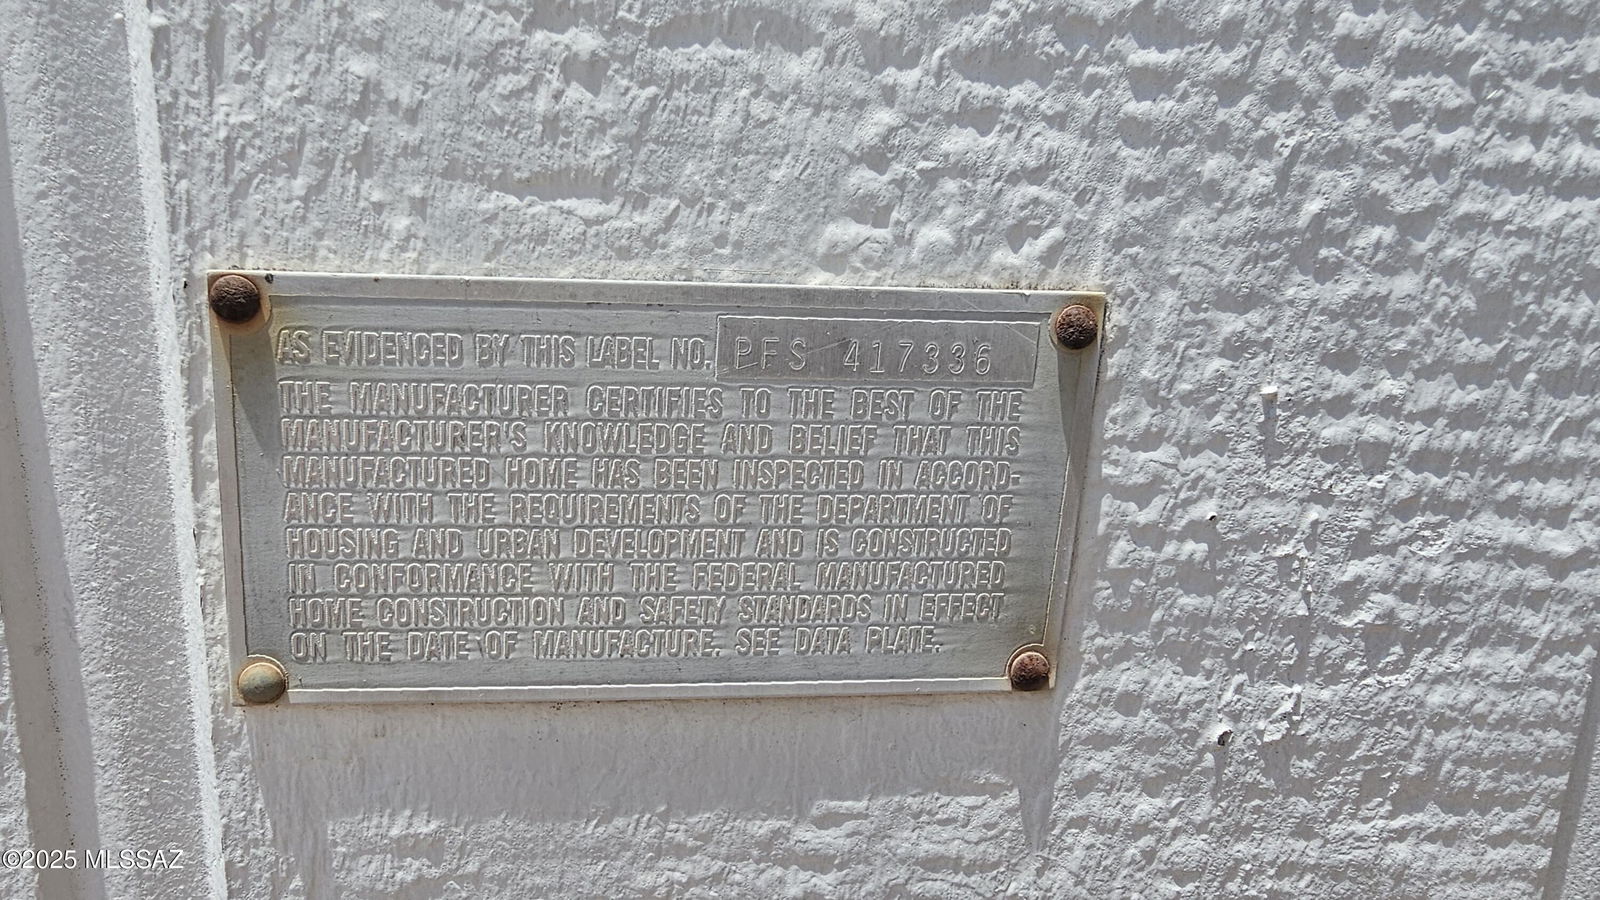 AS EVIDENCED BY THIS LABEL NO. PFS 417336
THE MANUFACTURER CERTIFIES TO THE BEST OF THE
MANUFACTURER'S KNOWLEDGE AND BELIEF THAT THIS
MANUFACTURED HOME HAS BEEN INSPECTED IN ACCORD-
ANCE WITH THE REQUIREMENTS OF THE DEPARTMENT OF
HOUSING AND URBAN DEVELOPMENT AND IS CONSTRUCTED
IN CONFORMANCE WITH THE FEDERAL MANUFACTURED
HOME CONSTRUCTION AND SAFETY STANDARDS IN EFFECT
ON THE DATE OF MANUFACTURE. SEE DATA PLATE.
©2025 MLSSAZ